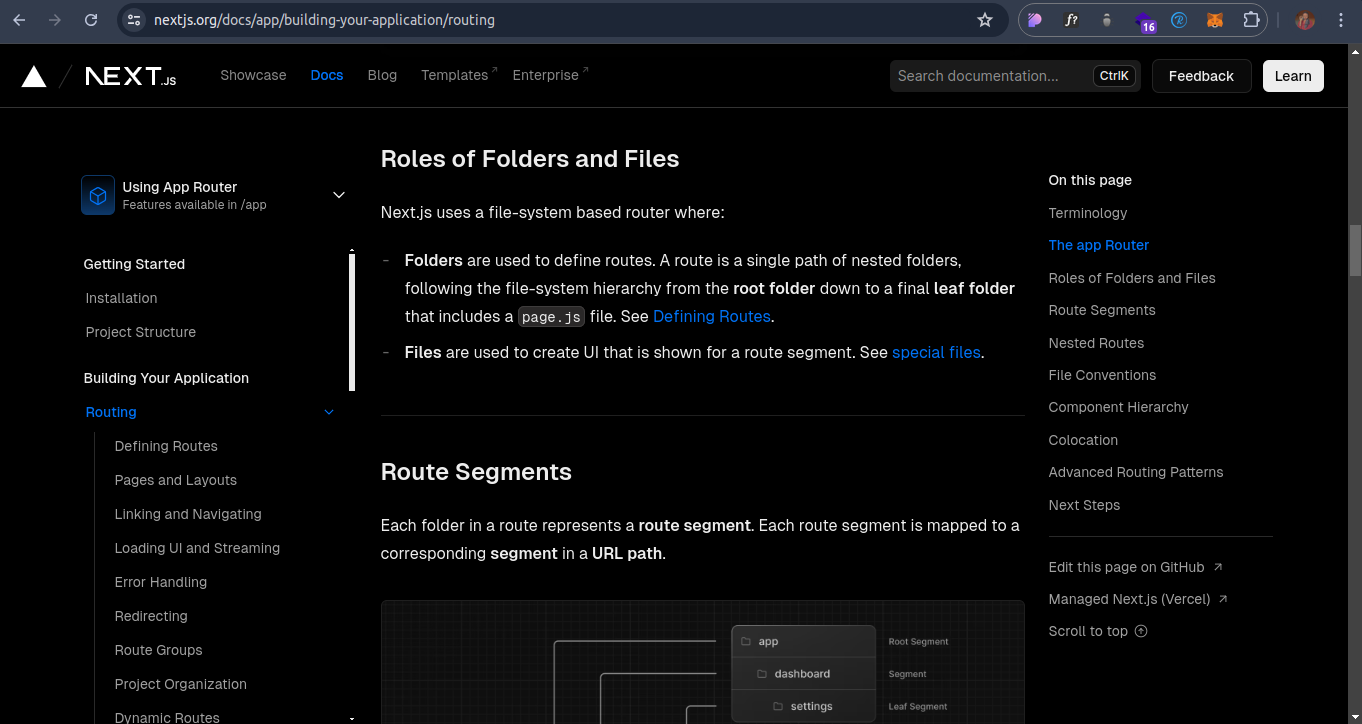 nextjs.org/docs/app/building-your-application/routing
f?
16
R
NEXT.JS
Showcase
Docs
Blog
Templates
Enterprise
Search documentation...
CtrlK
Feedback
Learn
Using App Router
Features available in /app
Getting Started
Installation
Project Structure
Building Your Application
Routing
Defining Routes
Pages and Layouts
Linking and Navigating
Loading UI and Streaming
Error Handling
Redirecting
Route Groups
Project Organization
Dynamic Routes
Roles of Folders and Files
Next.js uses a file-system based router where:
- Folders are used to define routes. A route is a single path of nested folders,
following the file-system hierarchy from the root folder down to a final leaf folder
that includes a page.js file. See Defining Routes.
- Files are used to create UI that is shown for a route segment. See special files.
Route Segments
Each folder in a route represents a route segment. Each route segment is mapped to a
corresponding segment in a URL path.
app
Root Segment
dashboard
Segment
settings
Leaf Segment
On this page
Terminology
The app Router
Roles of Folders and Files
Route Segments
Nested Routes
File Conventions
Component Hierarchy
Colocation
Advanced Routing Patterns
Next Steps
Edit this page on GitHub
Managed Next.js (Vercel)
Scroll to top